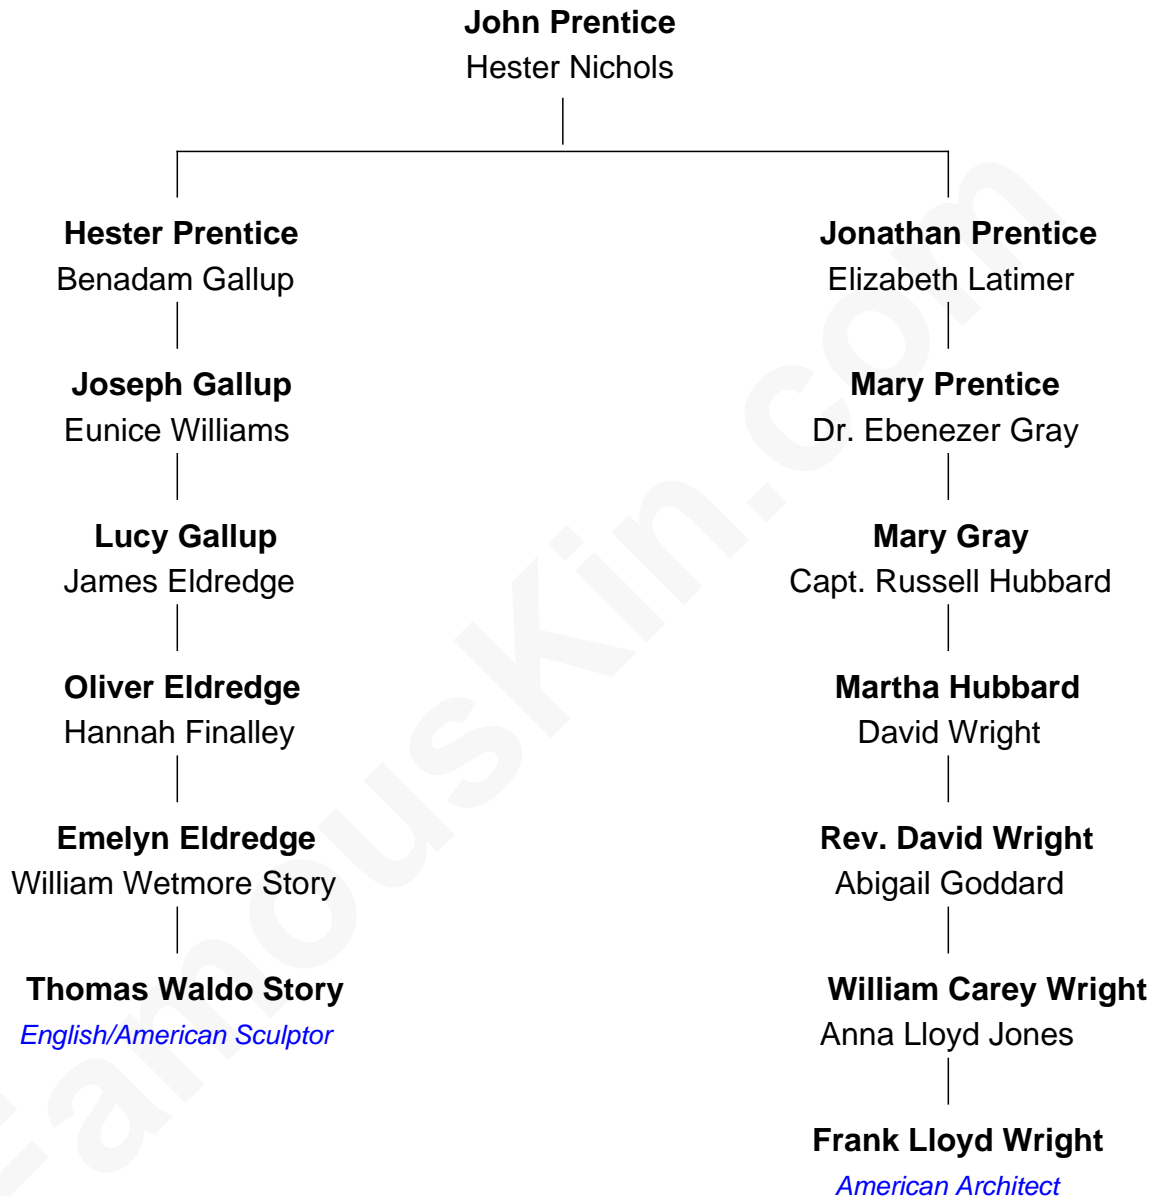 John Prentice
Hester Nichols
Hester Prentice
Benadam Gallup
Joseph Gallup
Eunice Williams
Lucy Gallup
James Eldredge
Oliver Eldredge
Hannah Finalley
Emelyn Eldredge
William Wetmore Story
Thomas Waldo Story
English/American Sculptor
Jonathan Prentice
Elizabeth Latimer
Mary Prentice
Dr. Ebenezer Gray
Mary Gray
Capt. Russell Hubbard
Martha Hubbard
David Wright
Rev. David Wright
Abigail Goddard
William Carey Wright
Anna Lloyd Jones
Frank Lloyd Wright
American Architect
FamousKin.com